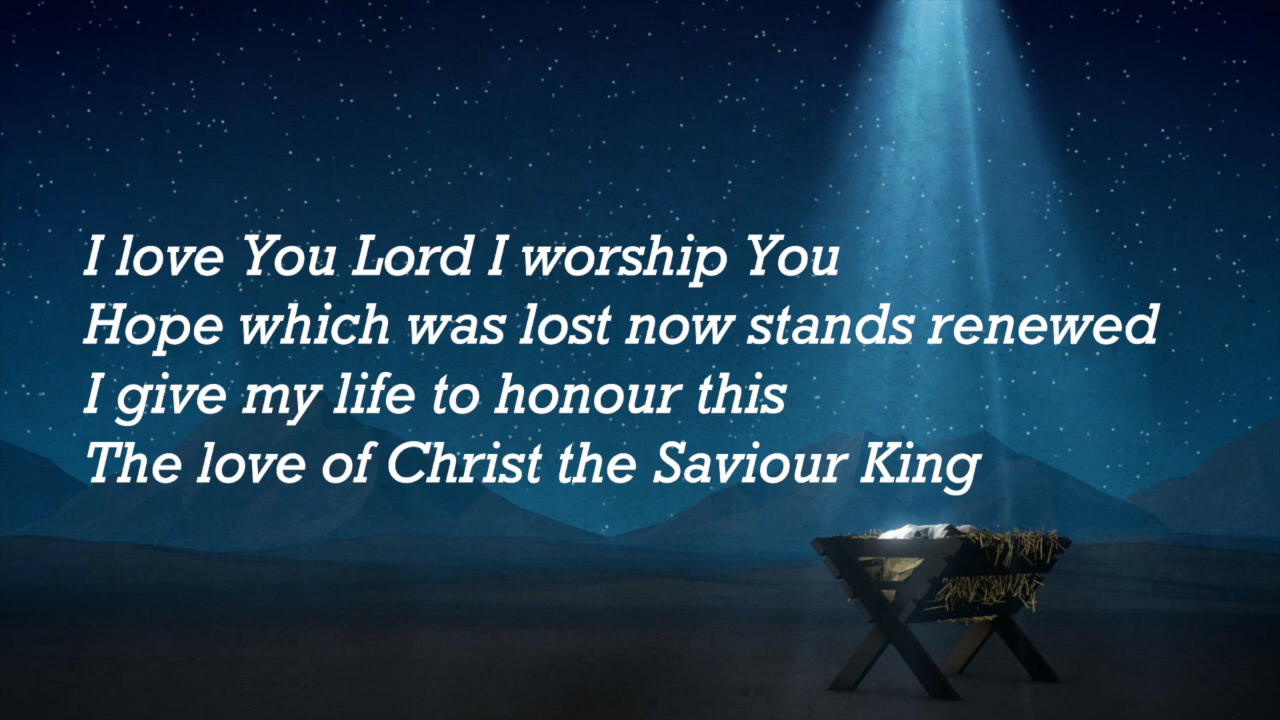 I love You Lord I worship You
Hope which was lost now stands renewed
I give my life to honour this
The love of Christ the Saviour King